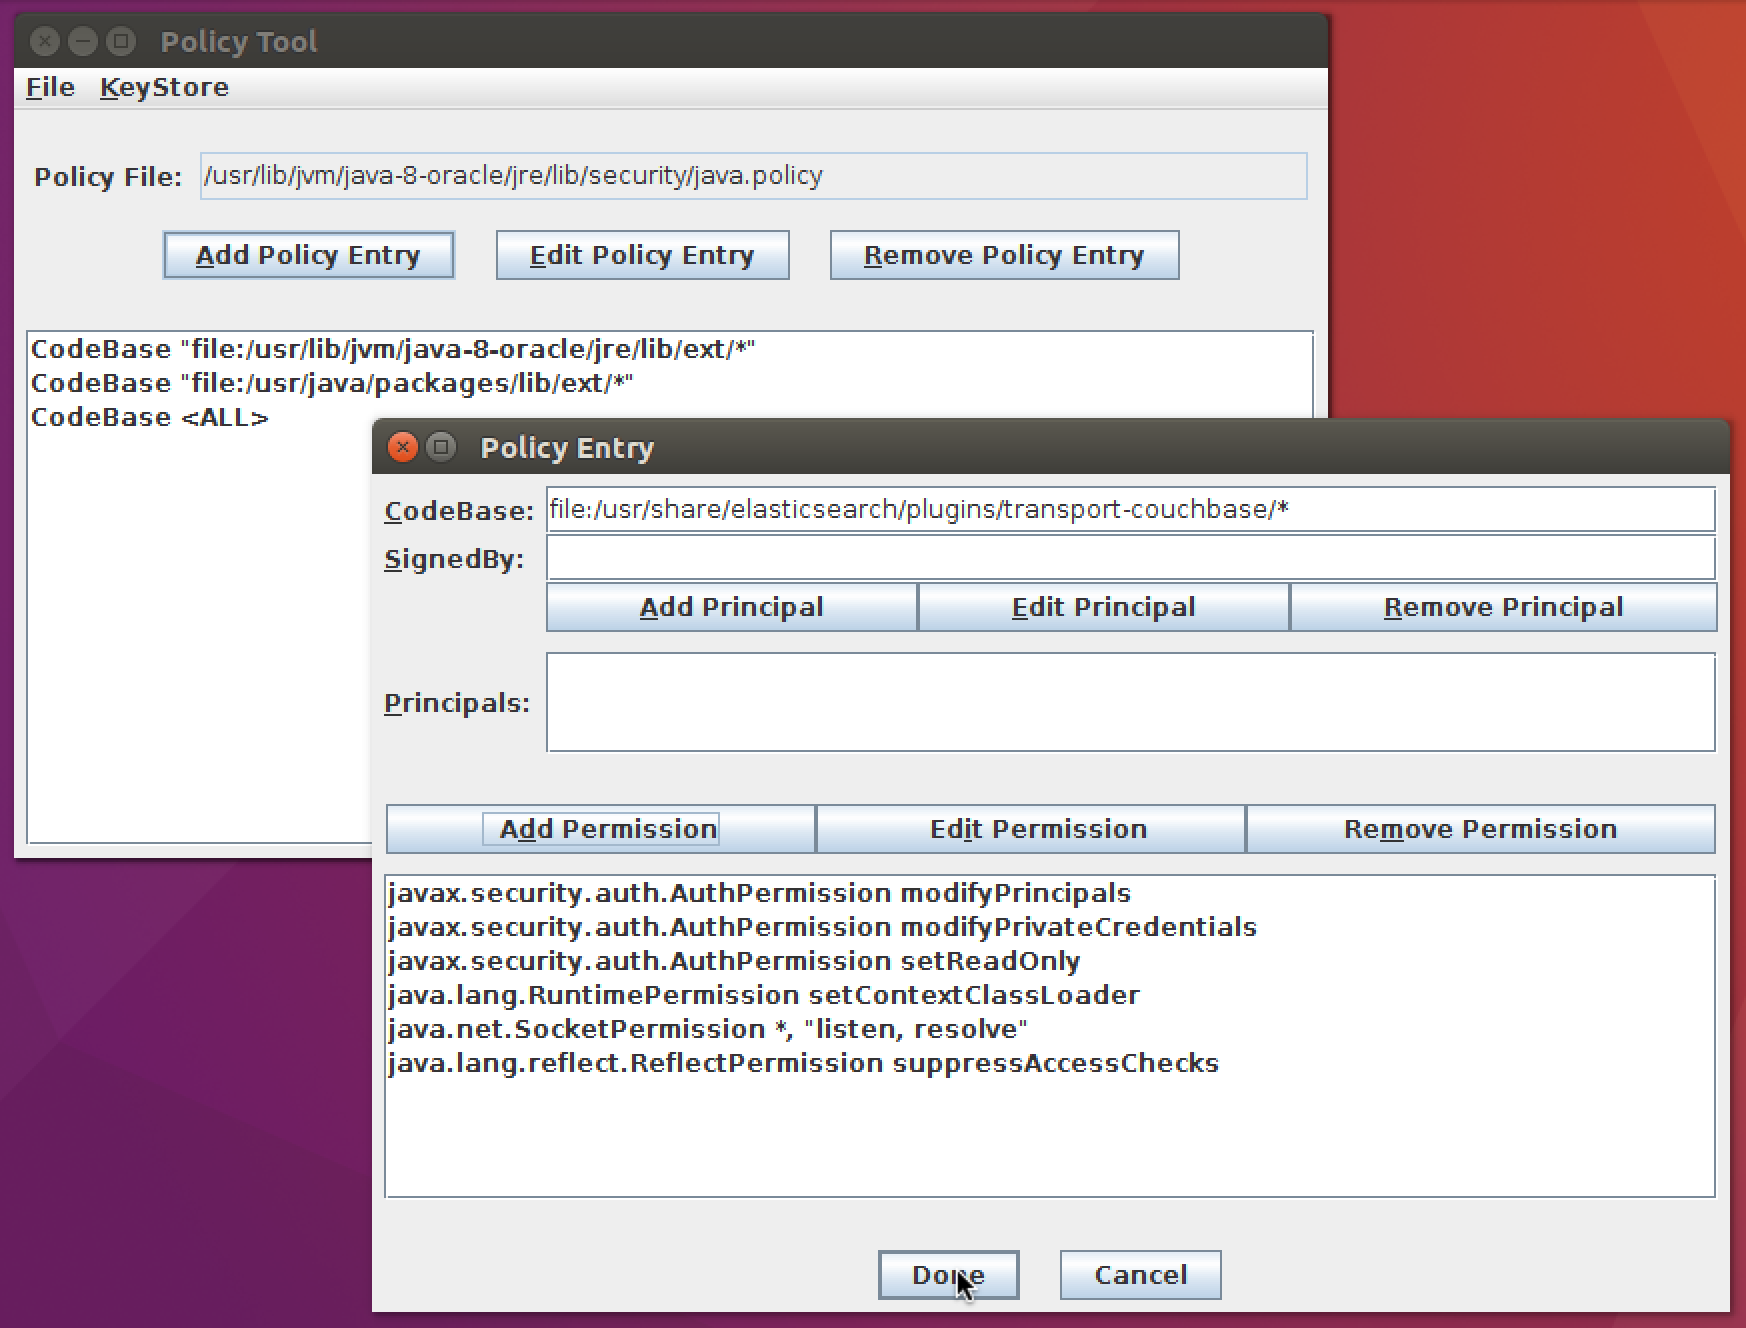 Policy Tool
File KeyStore
Policy File: /usr/lib/jvm/java-8-oracle/jre/lib/security/java.policy
Add Policy Entry Edit Policy Entry Remove Policy Entry
CodeBase "file:/usr/lib/jvm/java-8-oracle/jre/lib/ext/*"
CodeBase "file:/usr/java/packages/lib/ext/*"
CodeBase <ALL>
Policy Entry
CodeBase: file:/usr/share/elasticsearch/plugins/transport-couchbase/*
SignedBy:
Add Principal Edit Principal Remove Principal
Principals:
Add Permission Edit Permission Remove Permission
javax.security.auth.AuthPermission modifyPrincipals
javax.security.auth.AuthPermission modifyPrivateCredentials
javax.security.auth.AuthPermission setReadOnly
java.lang.RuntimePermission setContextClassLoader
java.net.SocketPermission *, "listen, resolve"
java.lang.reflect.ReflectPermission suppressAccessChecks
Done Cancel